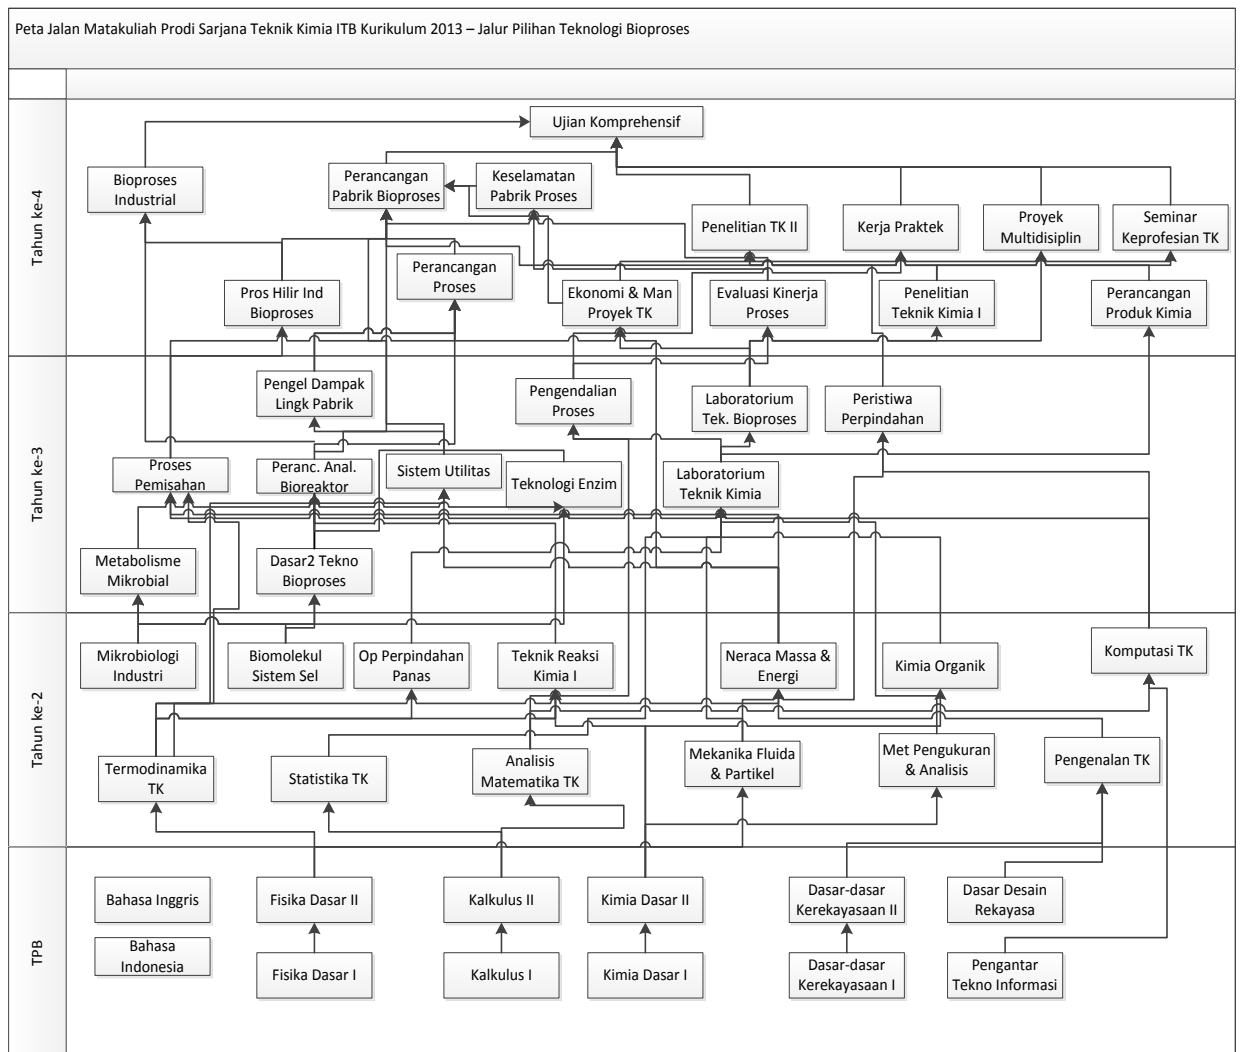 Peta Jalan Matakuliah Prodi Sarjana Teknik Kimia ITB Kurikulum 2013 – Jalur Pilihan Teknologi Bioproses
Tahun ke-4
Ujian Komprehensif
Bioproses
Industrial
Perancangan
Pabrik Bioproses
Keselamatan
Pabrik Proses
Penelitian TK II
Kerja Praktek
Proyek
Multidisiplin
Seminar
Keprofesian TK
Perancangan
Proses
Pros Hilir Ind
Bioproses
Ekonomi & Man
Proyek TK
Evaluasi Kinerja
Proses
Penelitian
Teknik Kimia I
Perancangan
Produk Kimia
Tahun ke-3
Pengel Dampak
Lingk Pabrik
Pengendalian
Proses
Laboratorium
Tek. Bioproses
Peristiwa
Perpindahan
Proses
Pemisahan
Peranc. Anal.
Bioreaktor
Sistem Utilitas
Teknologi Enzim
Laboratorium
Teknik Kimia
Metabolisme
Mikrobial
Dasar2 Tekno
Bioproses
Tahun ke-2
Mikrobiologi
Industri
Biomolekul
Sistem Sel
Op Perpindahan
Panas
Teknik Reaksi
Kimia I
Neraca Massa &
Energi
Kimia Organik
Komputasi TK
Termodinamika
TK
Statistika TK
Analisis
Matematika TK
Mekanika Fluida
& Partikel
Met Pengukuran
& Analisis
Pengenalan TK
TPB
Bahasa Inggris
Fisika Dasar II
Kalkulus II
Kimia Dasar II
Dasar-dasar
Kerekayasaan II
Dasar Desain
Rekayasa
Bahasa
Indonesia
Fisika Dasar I
Kalkulus I
Kimia Dasar I
Dasar-dasar
Kerekayasaan I
Pengantar
Tekno Informasi